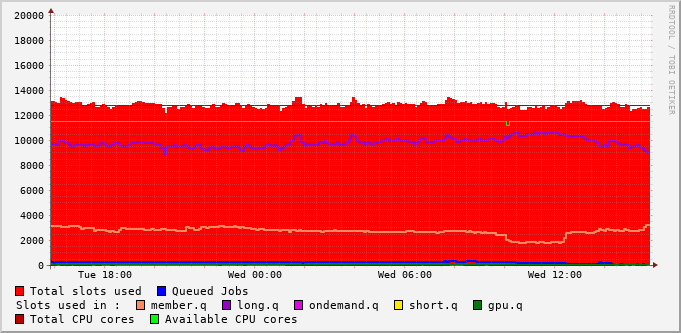 20000
18000
16000
14000
12000
10000
8000
6000
4000
2000
0
Tue 18:00 Wed 00:00 Wed 06:00 Wed 12:00
RRDTOOL / TOBI OETIKER
Total slots used Queued Jobs
Slots used in : member.q long.q ondemand.q short.q gpu.q
Total CPU cores Available CPU cores